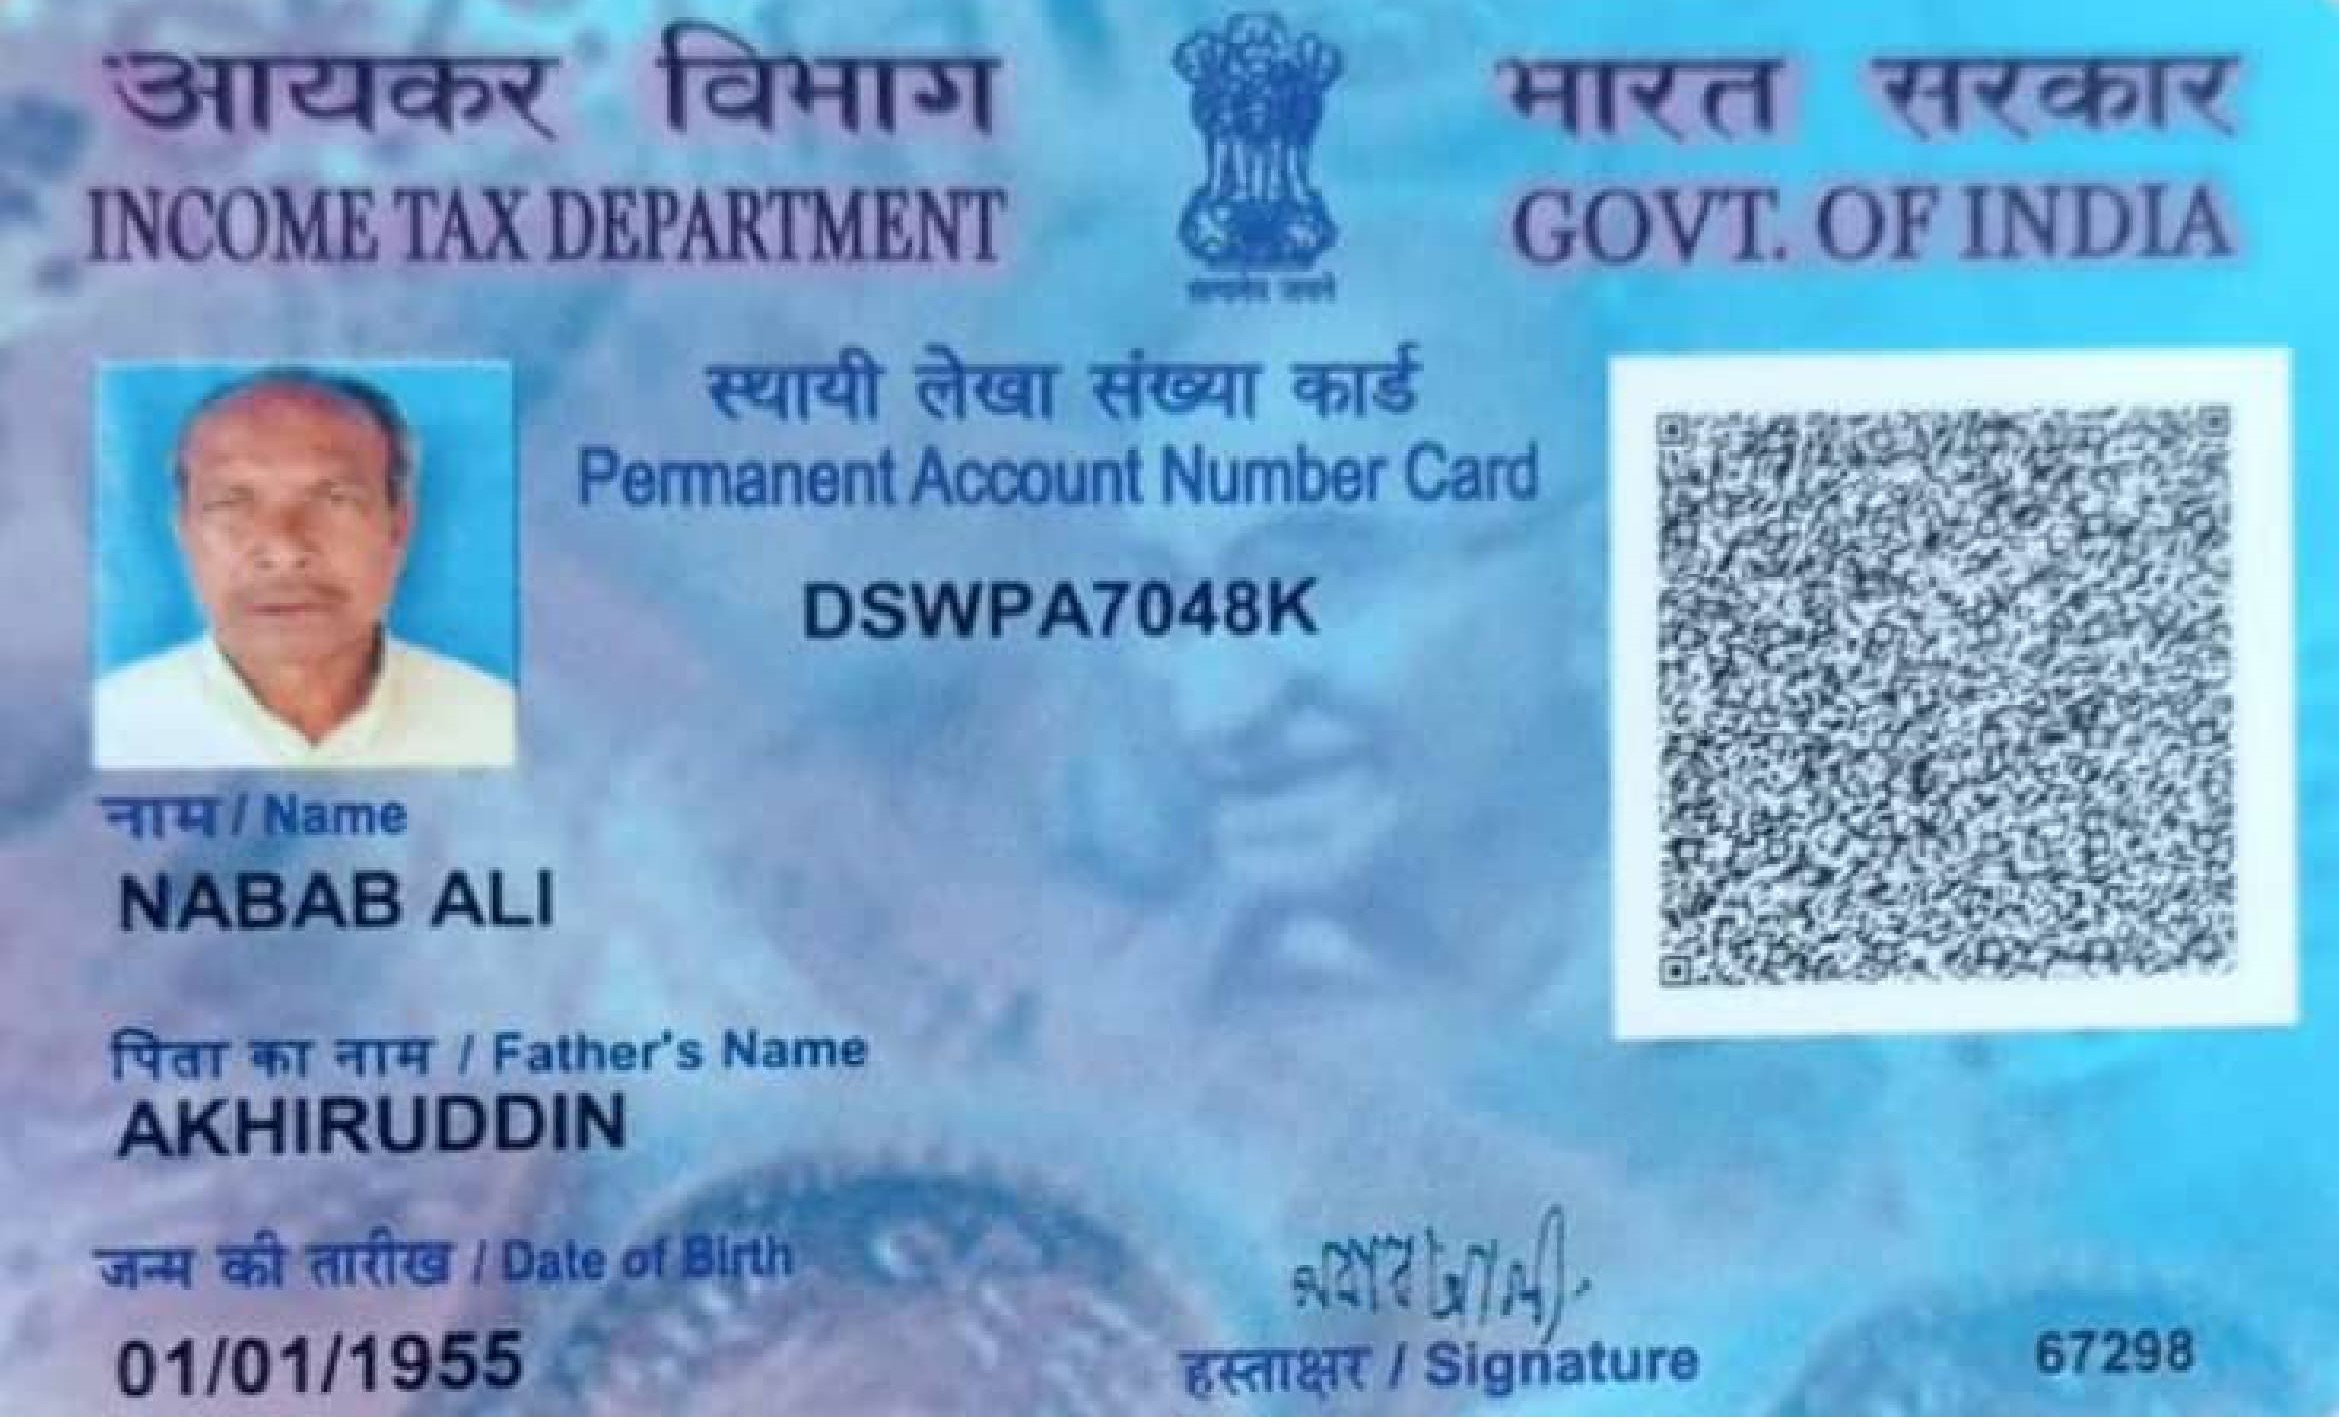 आयकर विभाग
INCOME TAX DEPARTMENT
भारत सरकार
GOVT. OF INDIA
सत्यमेव जयते
स्थायी लेखा संख्या कार्ड
Permanent Account Number Card
DSWPA7048K
नाम / Name
NABAB ALI
पिता का नाम / Father's Name
AKHIRUDDIN
जन्म की तारीख / Date of Birth
01/01/1955
हस्ताक्षर / Signature
67298